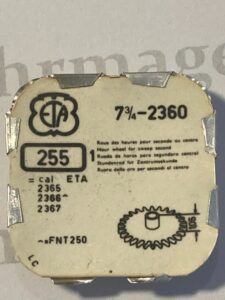 hrmage
ETA
7¾-2360
255 1
Roue des heures pour seconde au centre
Hour wheel for sweep second
Rueda de horas para segundero central
Stundenrad für Zentrumsekunde
Ruota delle ore per secondi al centro
= cal ETA
2365
2366^
2367
^=FNT250
105
LC